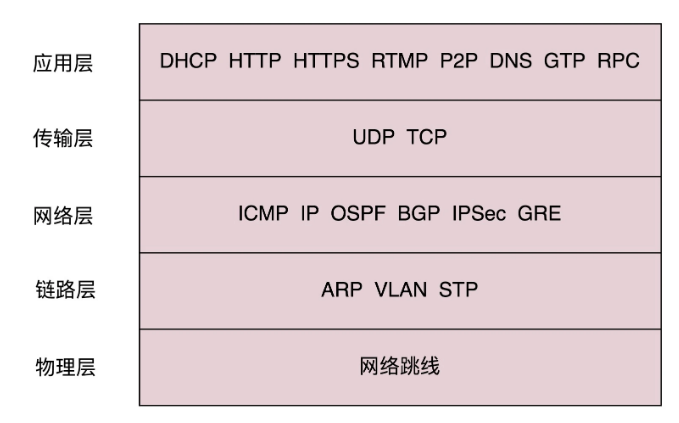 应用层 DHCP HTTP HTTPS RTMP P2P DNS GTP RPC
传输层 UDP TCP
网络层 ICMP IP OSPF BGP IPSec GRE
链路层 ARP VLAN STP
物理层 网络跳线